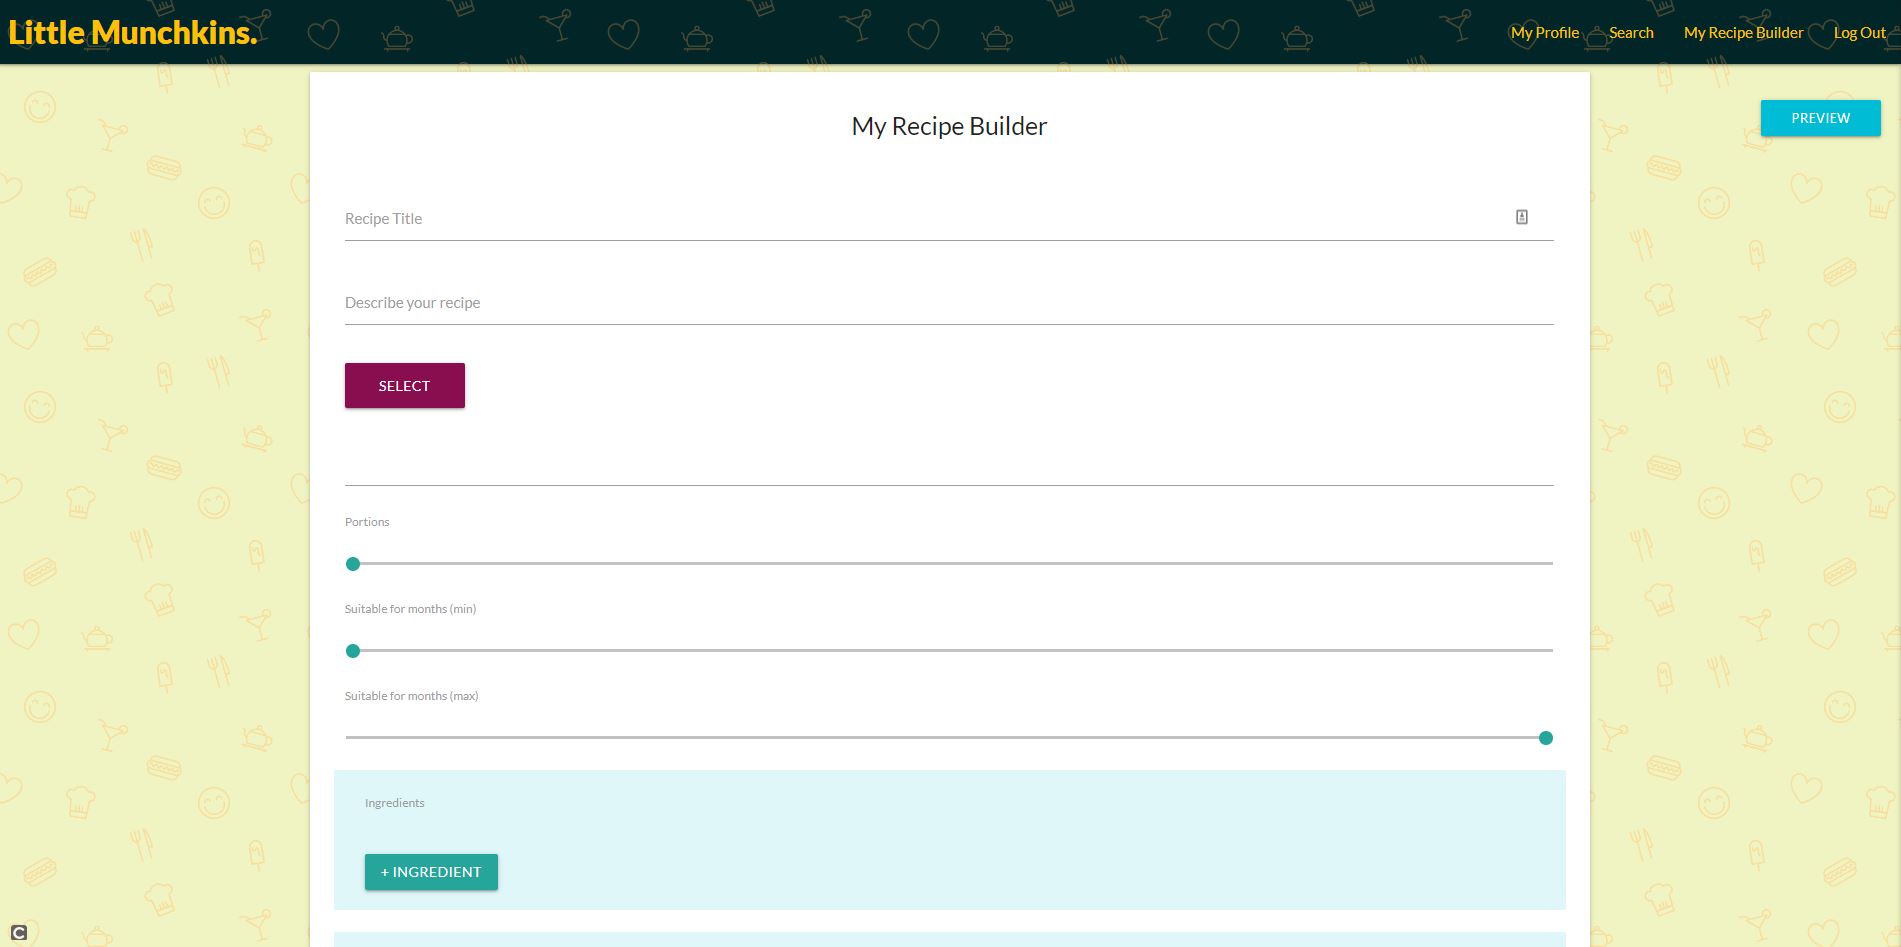 Little Munchkins.
My Profile Search My Recipe Builder Log Out
My Recipe Builder
PREVIEW
Recipe Title
Describe your recipe
SELECT
Portions
Suitable for months (min)
Suitable for months (max)
Ingredients
+ INGREDIENT
C